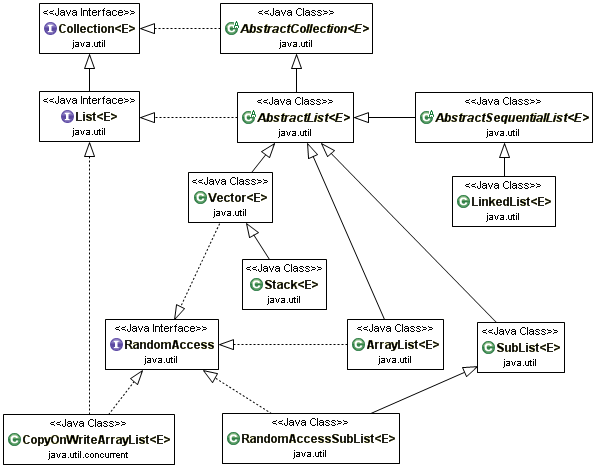 <<Java Interface>>
Collection<E>
java.util
<<Java Class>>
AbstractCollection<E>
java.util
<<Java Interface>>
List<E>
java.util
<<Java Class>>
AbstractList<E>
java.util
<<Java Class>>
AbstractSequentialList<E>
java.util
<<Java Class>>
Vector<E>
java.util
<<Java Class>>
LinkedList<E>
java.util
<<Java Class>>
Stack<E>
java.util
<<Java Interface>>
RandomAccess
java.util
<<Java Class>>
ArrayList<E>
java.util
<<Java Class>>
SubList<E>
java.util
<<Java Class>>
CopyOnWriteArrayList<E>
java.util.concurrent
<<Java Class>>
RandomAccessSubList<E>
java.util